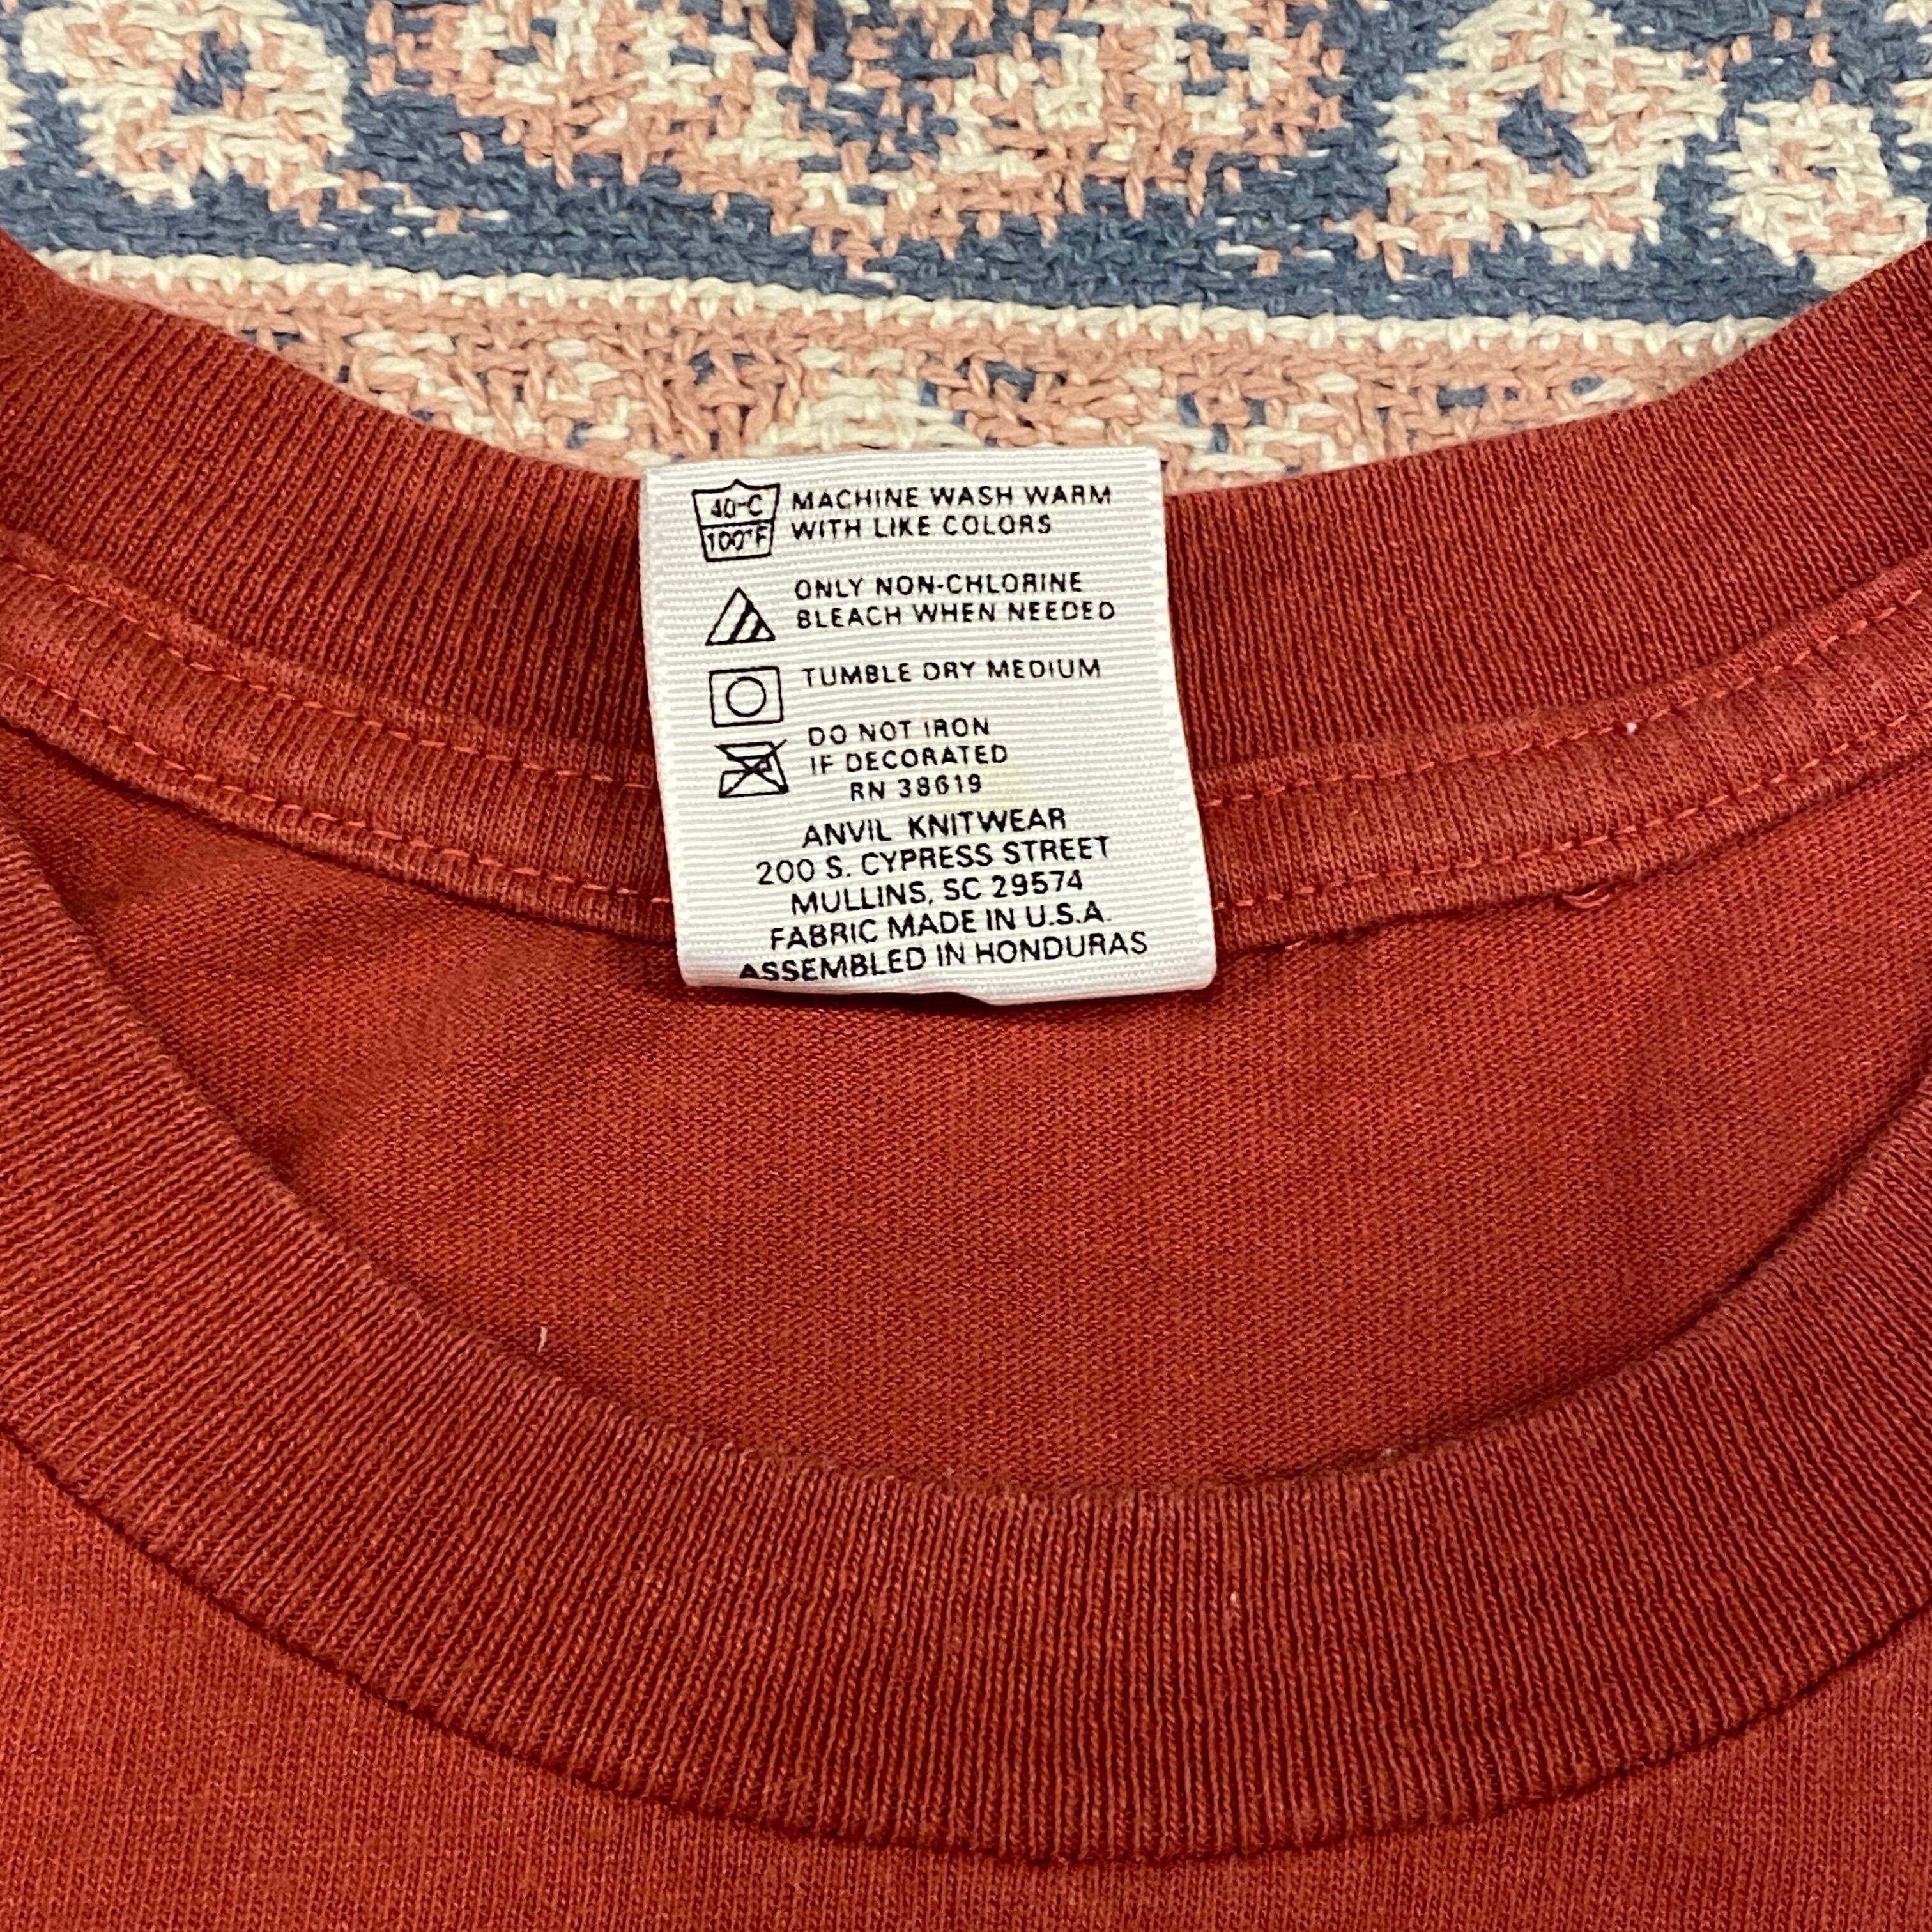 40°C
100°F
MACHINE WASH WARM
WITH LIKE COLORS
ONLY NON-CHLORINE
BLEACH WHEN NEEDED
TUMBLE DRY MEDIUM
DO NOT IRON
IF DECORATED
RN 38619
ANVIL KNITWEAR
200 S. CYPRESS STREET
MULLINS, SC 29574
FABRIC MADE IN U.S.A.
ASSEMBLED IN HONDURAS